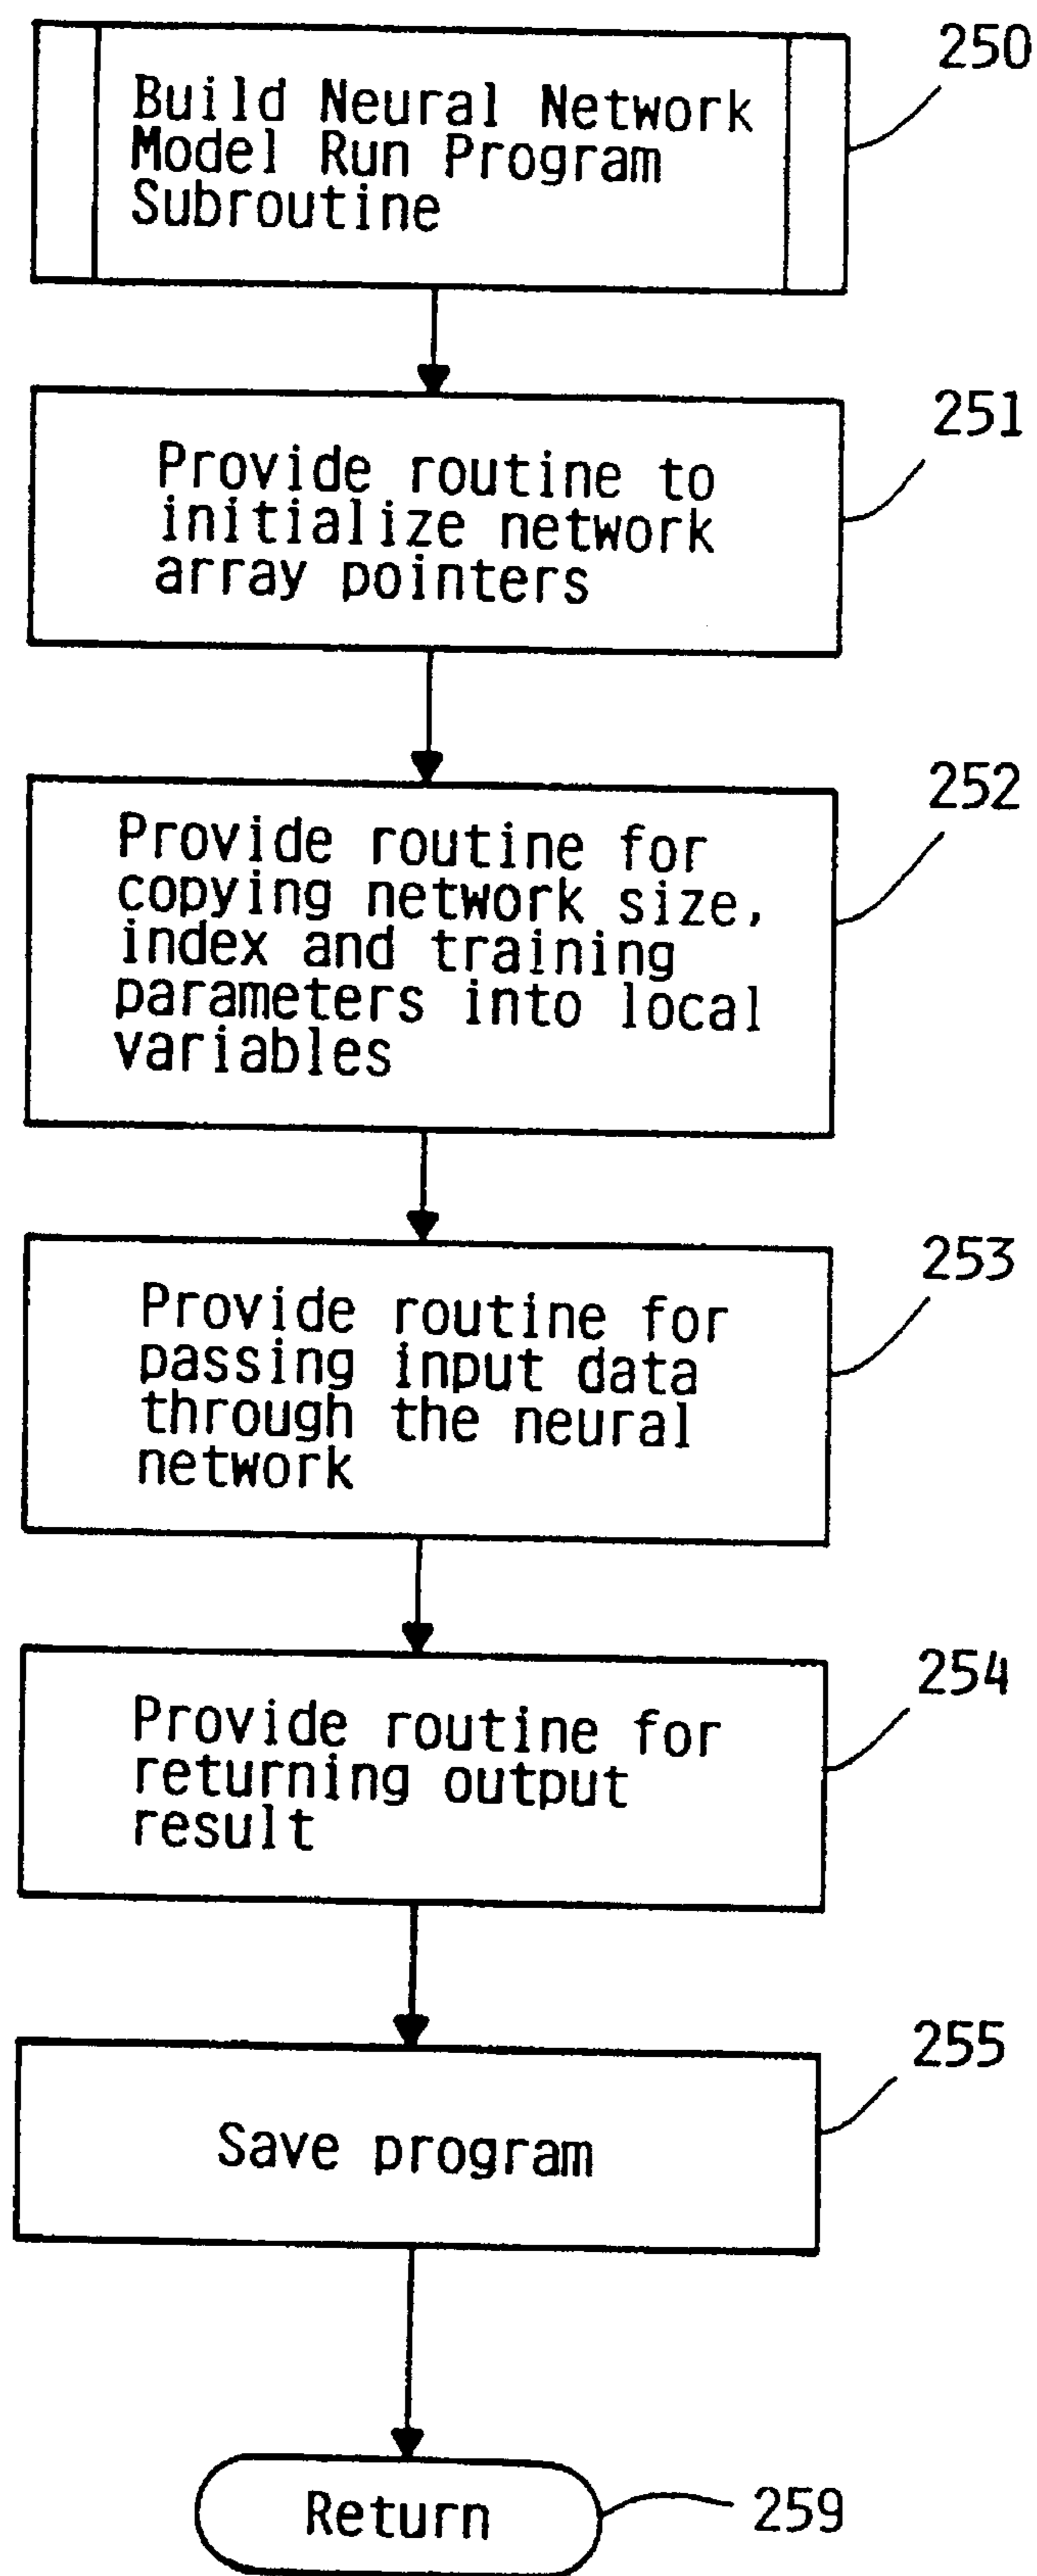 250
Build Neural Network
Model Run Program
Subroutine
251
Provide routine to
initialize network
array pointers
252
Provide routine for
copying network size,
index and training
parameters into local
variables
253
Provide routine for
passing input data
through the neural
network
254
Provide routine for
returning output
result
255
Save program
Return
259